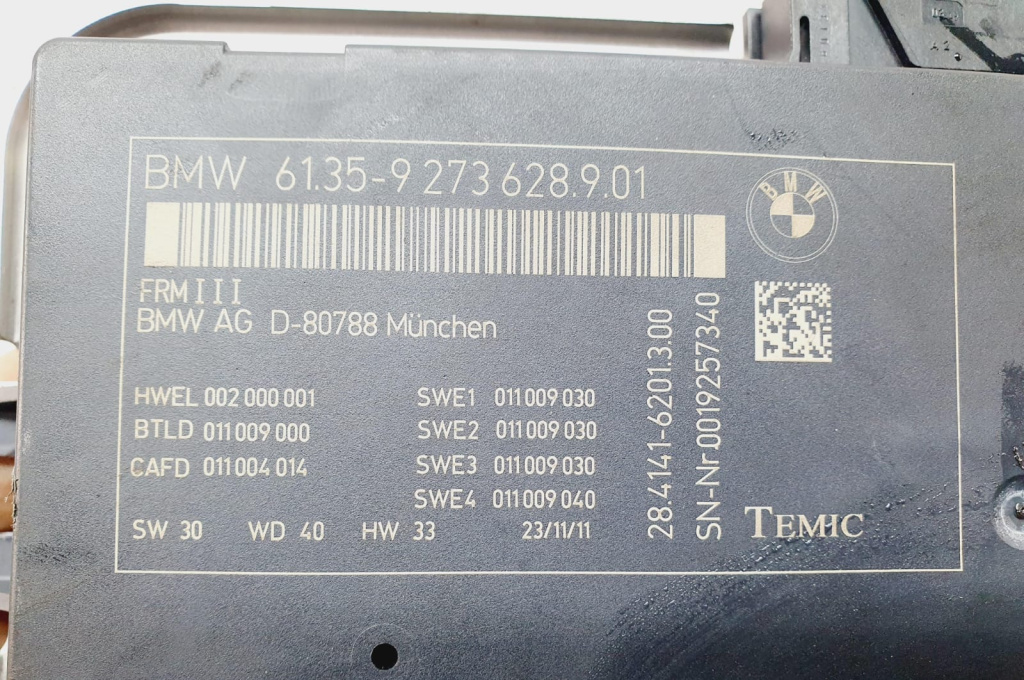 BMW 61.35-9 273 628.9.01
BMW
FRM III
BMW AG D-80788 München
HWEL 002 000 001
BTLD 011 009 000
CAFD 011 004 014
SWE1 011 009 030
SWE2 011 009 030
SWE3 011 009 030
SWE4 011 009 040
SW 30 WD 40 HW 33 23/11/11
28.4141-6201.3.00
SN-Nr.0019257340
TEMIC